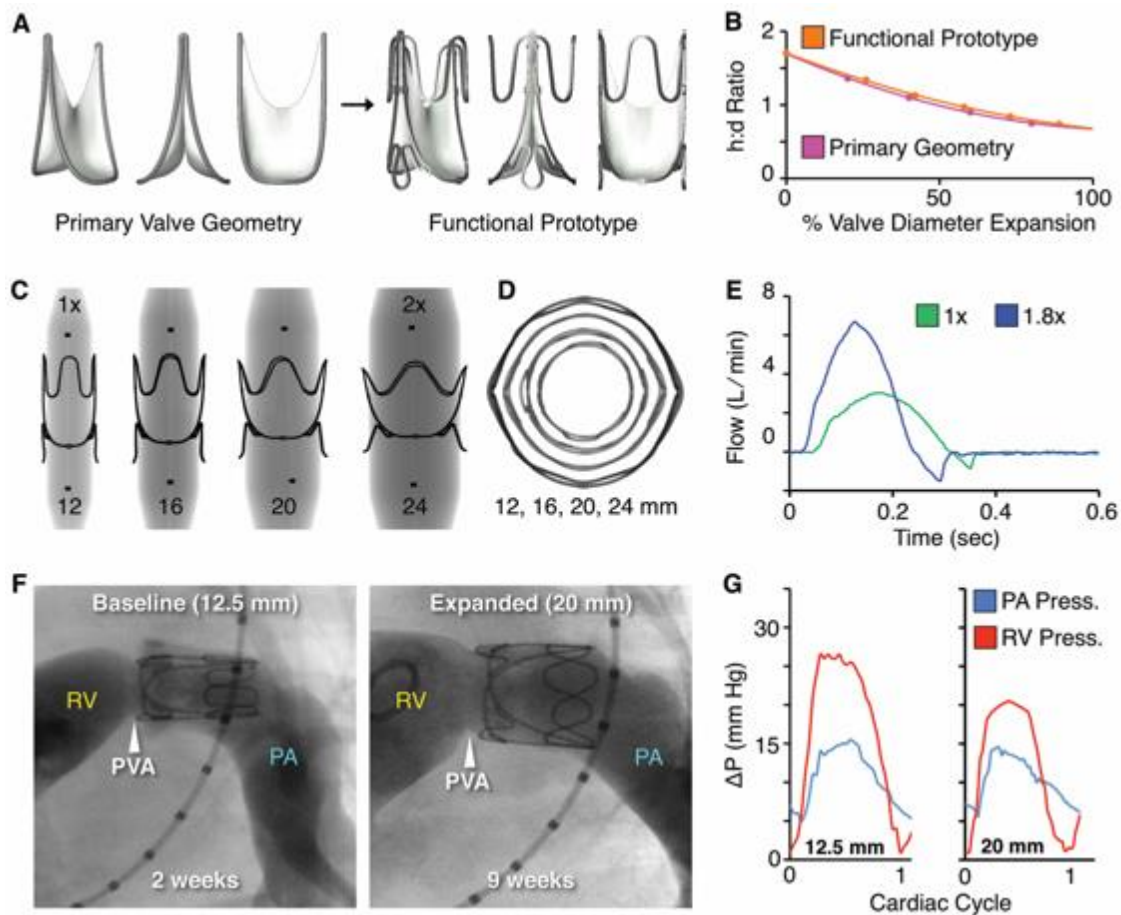 A
Primary Valve Geometry
Functional Prototype
B
Functional Prototype
Primary Geometry
h:d Ratio
2
1
0
0
50
100
% Valve Diameter Expansion
C
1x
2x
12
16
20
24
D
12, 16, 20, 24 mm
E
1x
1.8x
Flow (L/min)
8
4
0
0
0.2
0.4
0.6
Time (sec)
F
Baseline (12.5 mm)
RV
PVA
PA
2 weeks
Expanded (20 mm)
RV
PVA
PA
9 weeks
G
PA Press.
RV Press.
ΔP (mm Hg)
30
15
0
12.5 mm
20 mm
0
1
0
1
Cardiac Cycle